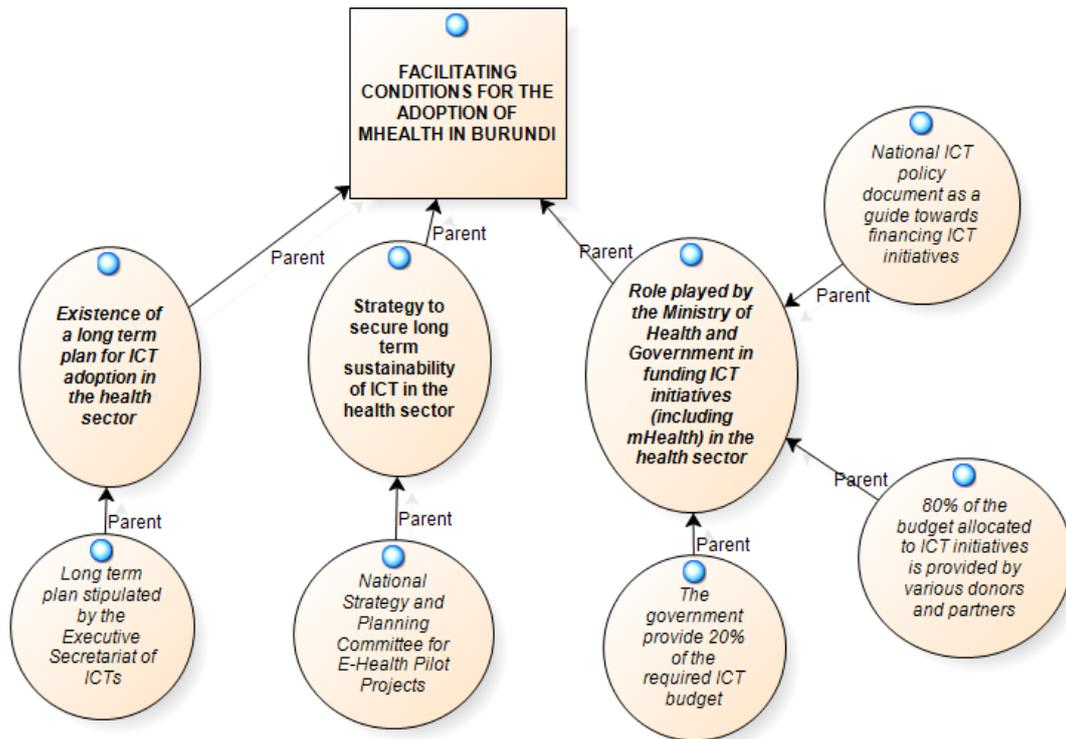 FACILITATING
CONDITIONS FOR THE
ADOPTION OF
MHEALTH IN BURUNDI
National ICT
policy
document as a
guide towards
financing ICT
initiatives
Parent
Parent
Parent
Parent
Existence of
a long term
plan for ICT
adoption in
the health
sector
Strategy to
secure long
term
sustainability
of ICT in the
health sector
Role played by
the Ministry of
Health and
Government in
funding ICT
initiatives
(including
mHealth) in the
health sector
Parent
Parent
Parent
Parent
Long term
plan stipulated
by the
Executive
Secretariat of
ICTs
National
Strategy and
Planning
Committee for
E-Health Pilot
Projects
The
government
provide 20%
of the
required ICT
budget
80% of the
budget allocated
to ICT initiatives
is provided by
various donors
and partners